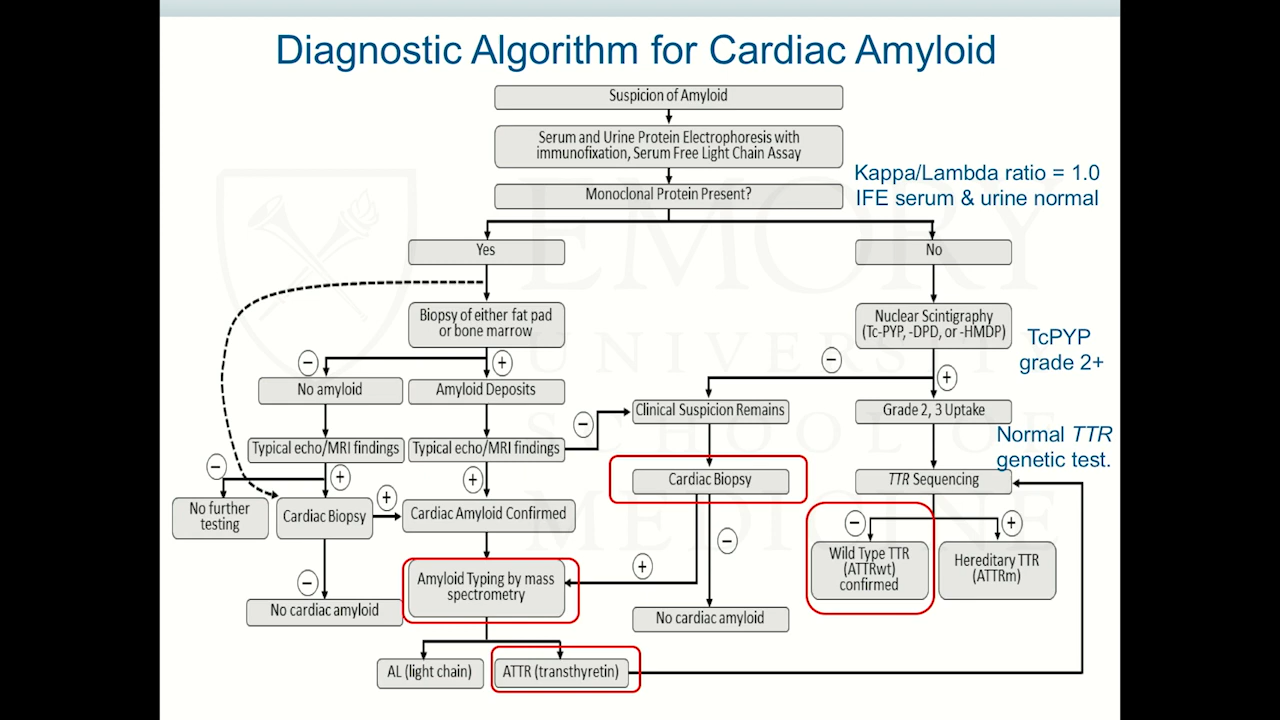 Diagnostic Algorithm for Cardiac Amyloid
Suspicion of Amyloid
Serum and Urine Protein Electrophoresis with
immunofixation, Serum Free Light Chain Assay
Monoclonal Protein Present?
Kappa/Lambda ratio = 1.0
IFE serum & urine normal
Yes
No
Biopsy of either fat pad
or bone marrow
Nuclear Scintigraphy
(Tc-PYP, -DPD, or -HMDP)
TcPYP
grade 2+
−
+
−
+
No amyloid
Amyloid Deposits
Clinical Suspicion Remains
Grade 2, 3 Uptake
−
Normal TTR
genetic test.
Typical echo/MRI findings
Typical echo/MRI findings
−
+
+
Cardiac Biopsy
TTR Sequencing
No further
testing
Cardiac Biopsy
+
Cardiac Amyloid Confirmed
−
+
−
Wild Type TTR
(ATTRwt)
confirmed
Hereditary TTR
(ATTRm)
−
+
Amyloid Typing by mass
spectrometry
No cardiac amyloid
No cardiac amyloid
AL (light chain)
ATTR (transthyretin)
EMORY
UNIVERSITY
SCHOOL OF
MEDICINE